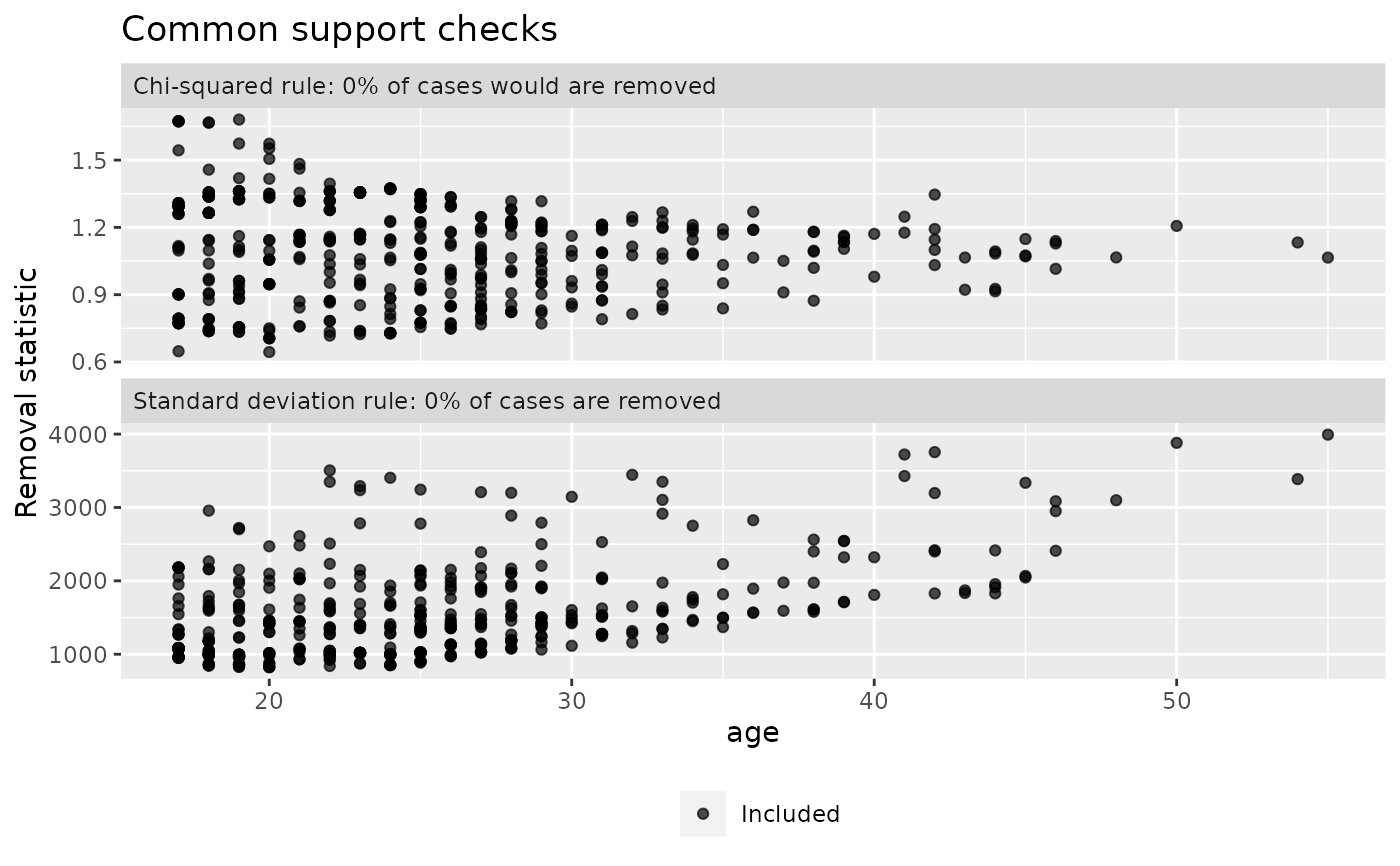 Common support checks
Chi-squared rule: 0% of cases would are removed
1.5
1.2
0.9
0.6
Removal statistic
Standard deviation rule: 0% of cases are removed
4000
3000
2000
1000
20 30 40 50
age
Included